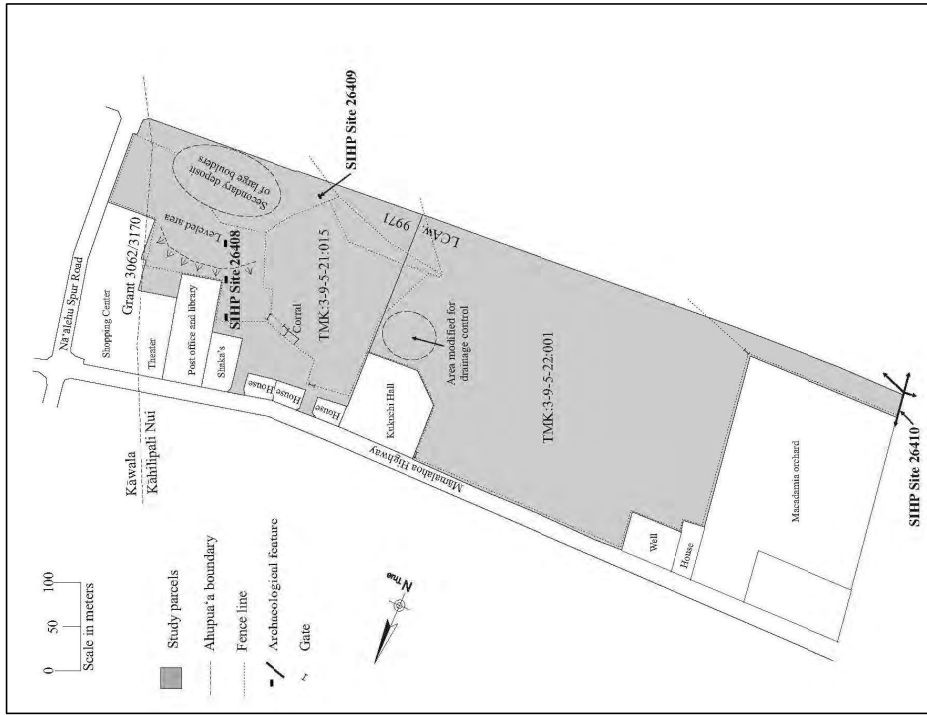 Na'alehu Spur Road
Shopping Center
Grant 3062/3170
Theater
Post office and library
Shaka's
Leveled area
Secondary deposit
of large boulders
SIHP Site 26408
SIHP Site 26409
TMK:3-9-5-21:015
Corral
House
House
House
9971
LCAw.
Kukuchi Hall
Area modified for
drainage control
Kāwala
Kāhilipali Nui
Māmalahoa Highway
TMK:3-9-5-22:001
Well
House
Macadamia orchard
SIHP Site 26410
0 50 100
Scale in meters
Study parcels
Ahupua'a boundary
Fence line
Archaeological feature
Gate
N True